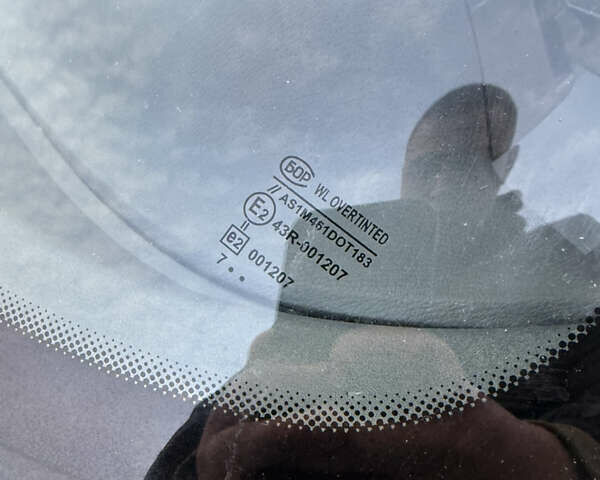 БОР WL OVERTINTED
// AS1M461DOT183
E2 43R-001207
//
e2 001207
7 ••